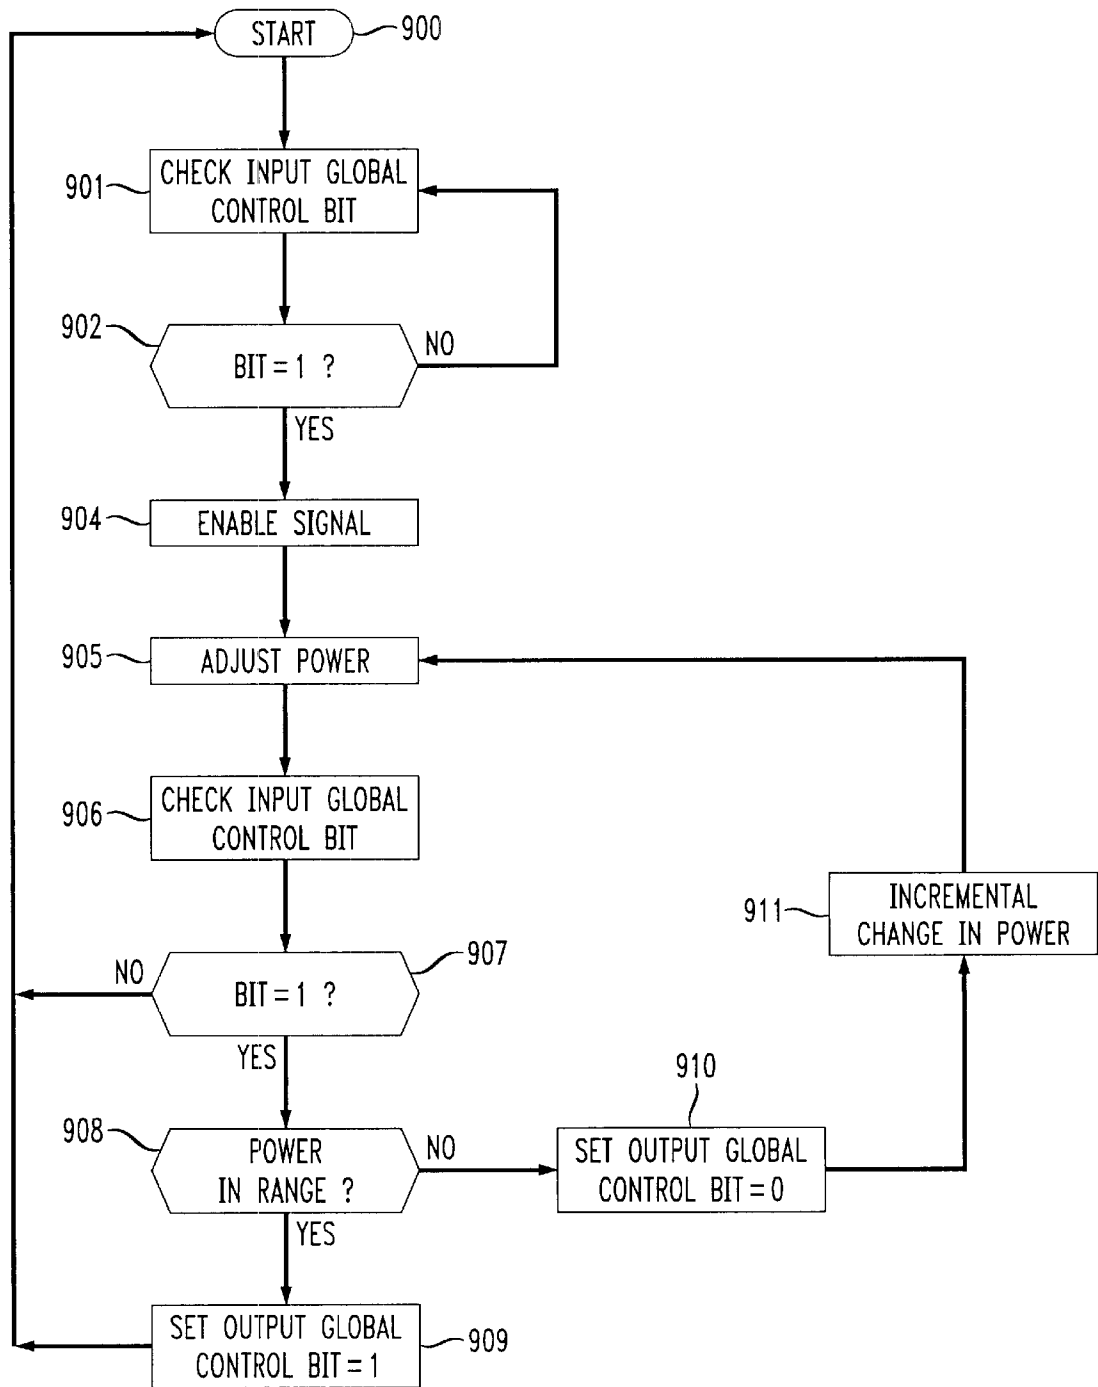 START
900
CHECK INPUT GLOBAL
CONTROL BIT
901
902
BIT=1 ?
NO
YES
904
ENABLE SIGNAL
905
ADJUST POWER
906
CHECK INPUT GLOBAL
CONTROL BIT
911
INCREMENTAL
CHANGE IN POWER
907
NO
BIT=1 ?
YES
908
POWER
IN RANGE ?
NO
910
SET OUTPUT GLOBAL
CONTROL BIT=0
YES
SET OUTPUT GLOBAL
CONTROL BIT=1
909